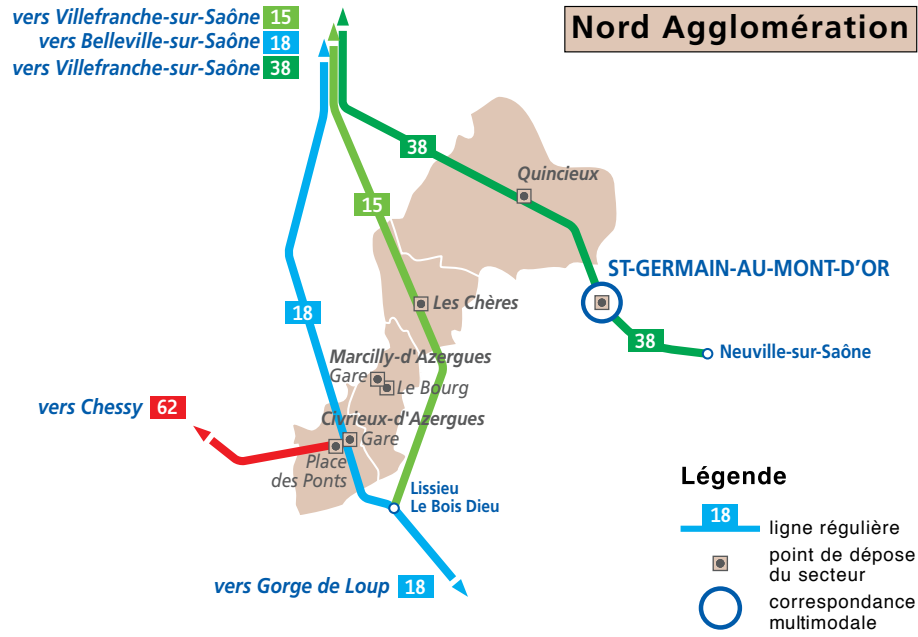 vers Villefranche-sur-Saône 15
vers Belleville-sur-Saône 18
vers Villefranche-sur-Saône 38
Nord Agglomération
38
Quincieux
15
ST-GERMAIN-AU-MONT-D'OR
Les Chères
18
38
Neuville-sur-Saône
Marcilly-d'Azergues
Gare
Le Bourg
vers Chessy 62
Civrieux-d'Azergues
Gare
Place
des Ponts
Lissieu
Le Bois Dieu
vers Gorge de Loup 18
Légende
18
ligne régulière
point de dépose
du secteur
correspondance
multimodale